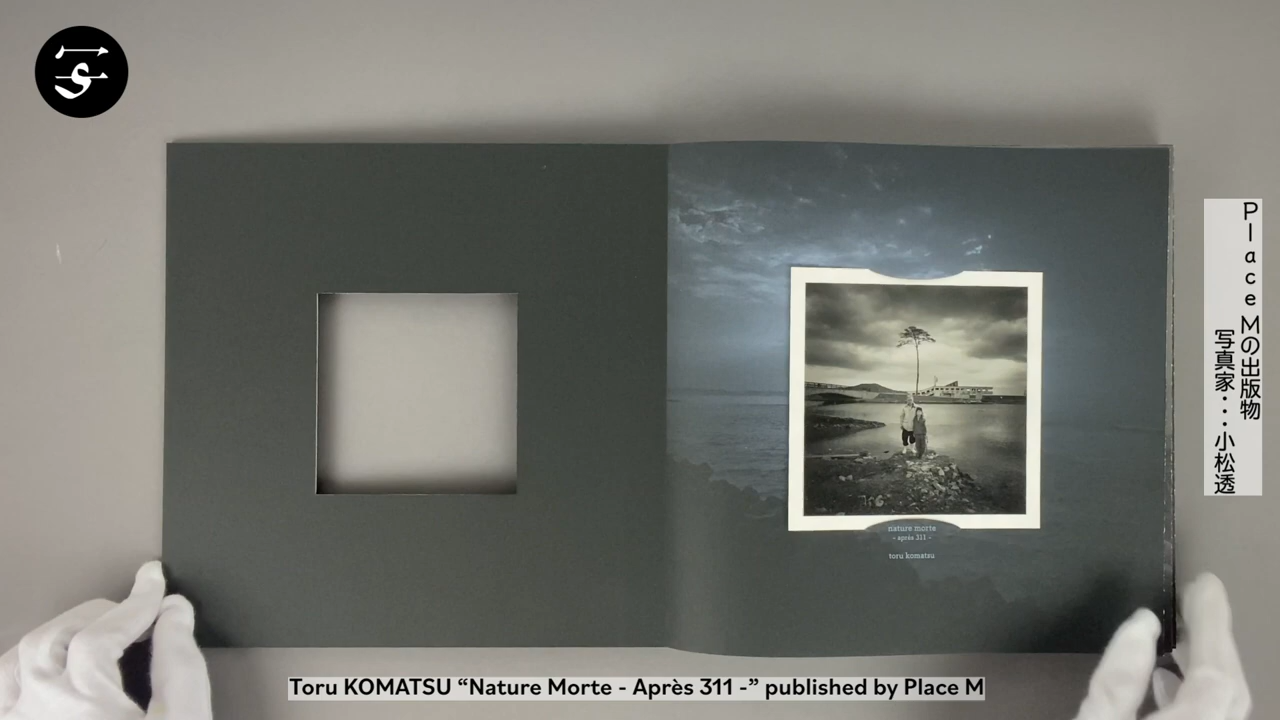 Place Mの出版物
写真家・・・小松透
nature morte
- après 311 -
toru komatsu
Toru KOMATSU “Nature Morte - Après 311 -” published by Place M